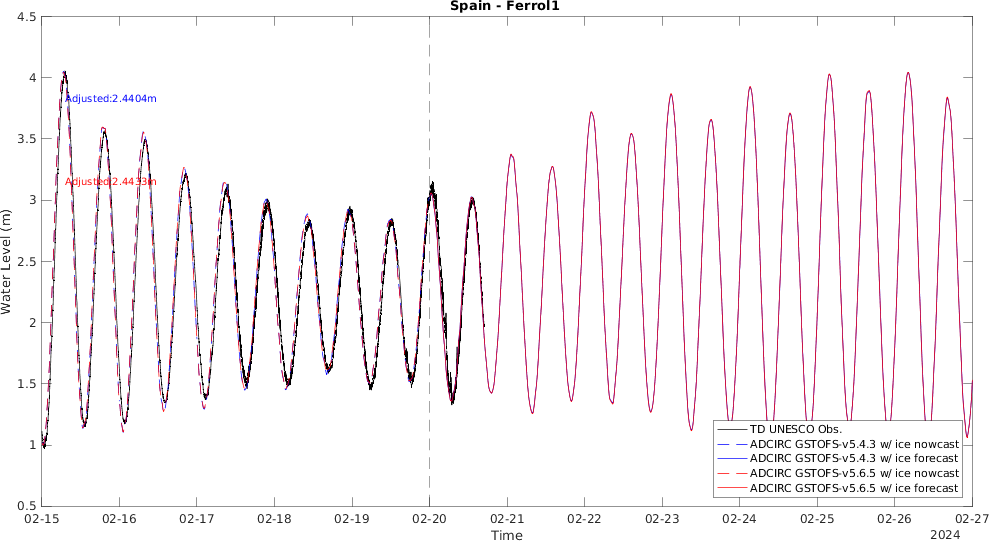 Spain - Ferrol1
4.5
4
3.5
3
2.5
2
1.5
1
0.5
Water Level (m)
Adjusted:2.4404m
Adjusted:2.4433m
TD UNESCO Obs.
ADCIRC GSTOFS-v5.4.3 w/ ice nowcast
ADCIRC GSTOFS-v5.4.3 w/ ice forecast
ADCIRC GSTOFS-v5.6.5 w/ ice nowcast
ADCIRC GSTOFS-v5.6.5 w/ ice forecast
02-15 02-16 02-17 02-18 02-19 02-20 02-21 02-22 02-23 02-24 02-25 02-26 02-27
Time
2024